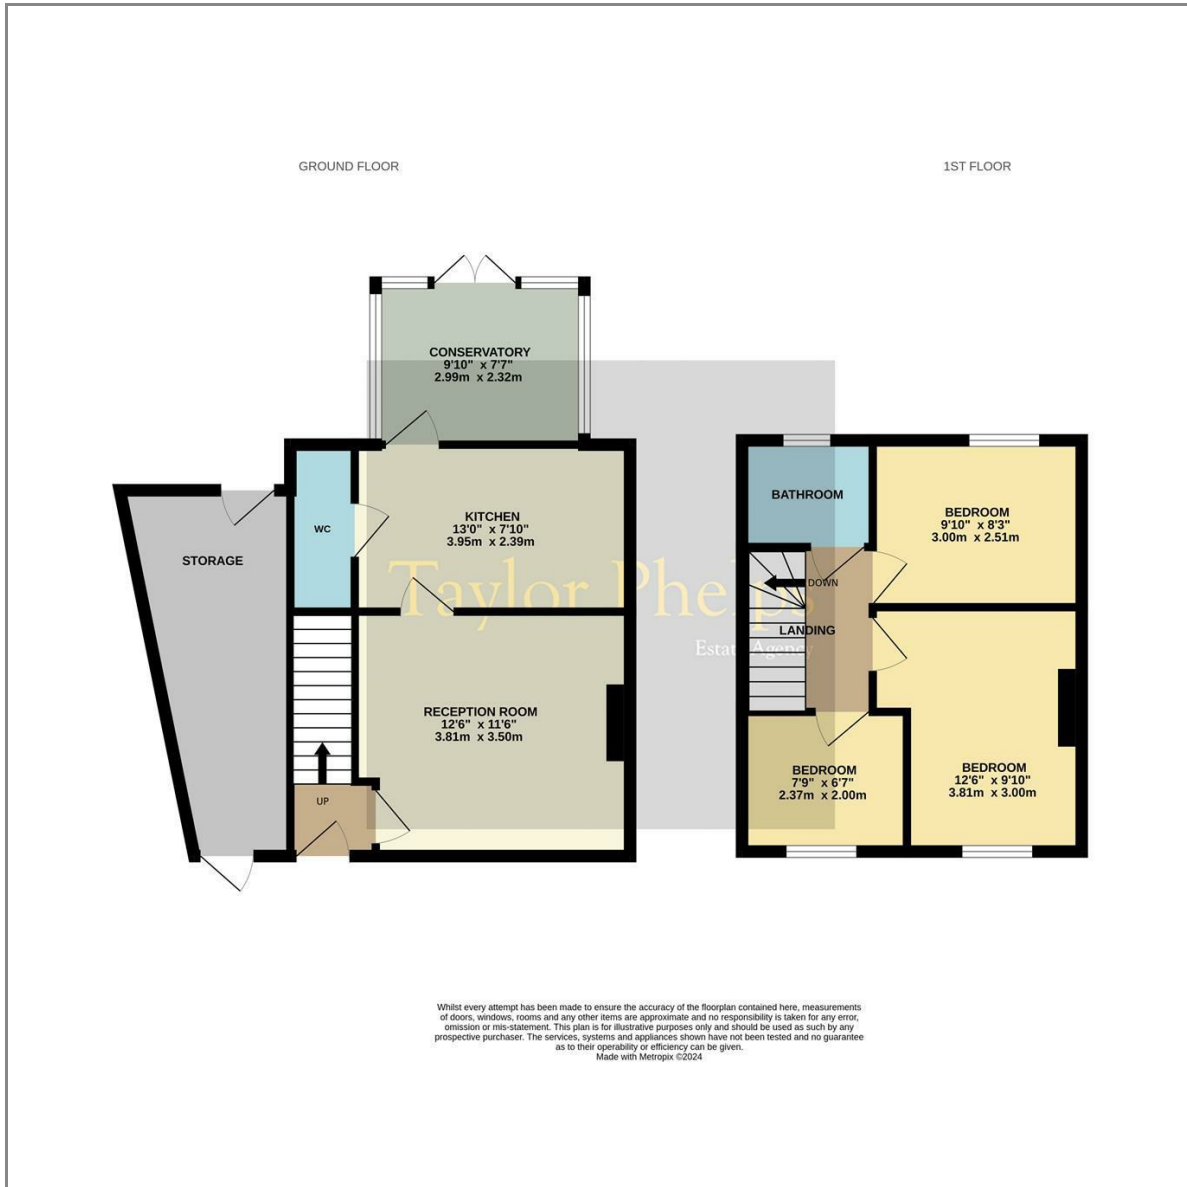 GROUND FLOOR
1ST FLOOR
CONSERVATORY
9'10" x 7'7"
2.99m x 2.32m
KITCHEN
13'0" x 7'10"
3.95m x 2.39m
WC
STORAGE
RECEPTION ROOM
12'6" x 11'6"
3.81m x 3.50m
UP
BATHROOM
BEDROOM
9'10" x 8'3"
3.00m x 2.51m
DOWN
LANDING
BEDROOM
7'9" x 6'7"
2.37m x 2.00m
BEDROOM
12'6" x 9'10"
3.81m x 3.00m
Taylor Phelps
Estate Agency
Whilst every attempt has been made to ensure the accuracy of the floorplan contained here, measurements
of doors, windows, rooms and any other items are approximate and no responsibility is taken for any error,
omission or mis-statement. This plan is for illustrative purposes only and should be used as such by any
prospective purchaser. The services, systems and appliances shown have not been tested and no guarantee
as to their operability or efficiency can be given.
Made with Metropix ©2024